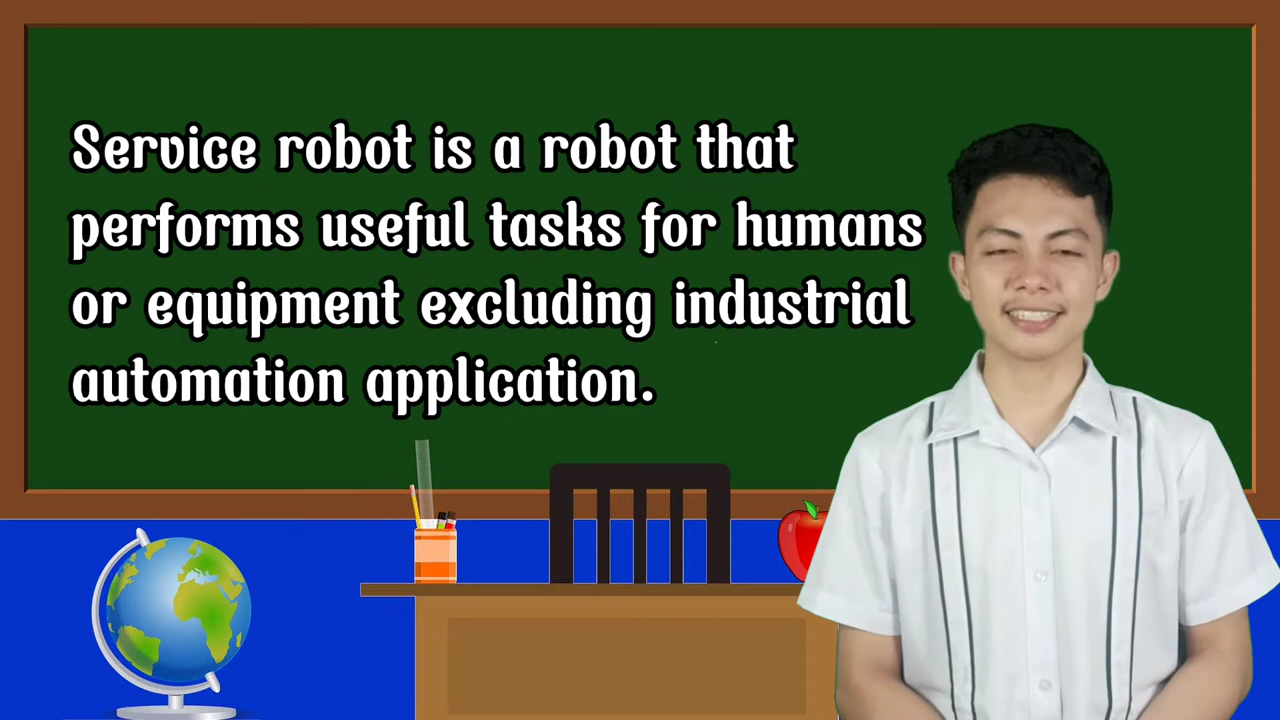 Service robot is a robot that
performs useful tasks for humans
or equipment excluding industrial
automation application.